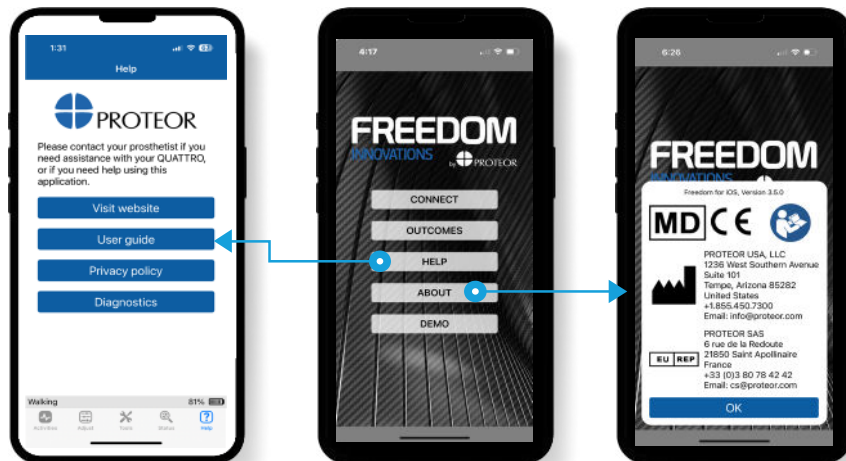 1:31
Help
PROTEOR
Please contact your prosthetist if you
need assistance with your QUATTRO,
or if you need help using this
application.
Visit website
User guide
Privacy policy
Diagnostics
Walking
81%
Activities
Adjust
Tools
Status
Help
4:17
FREEDOM
INNOVATIONS
by PROTEOR
CONNECT
OUTCOMES
HELP
ABOUT
DEMO
6:26
FREEDOM
INNOVATIONS
Freedom for iOS, Version 3.5.0
MD CE
PROTEOR USA, LLC
1236 West Southern Avenue
Suite 101
Tempe, Arizona 85282
United States
+1.855.450.7300
Email: info@proteor.com
PROTEOR SAS
6 rue de la Redoute
21850 Saint Apollinaire
France
+33 (0)3 80 78 42 42
Email: cs@proteor.com
EU REP
OK